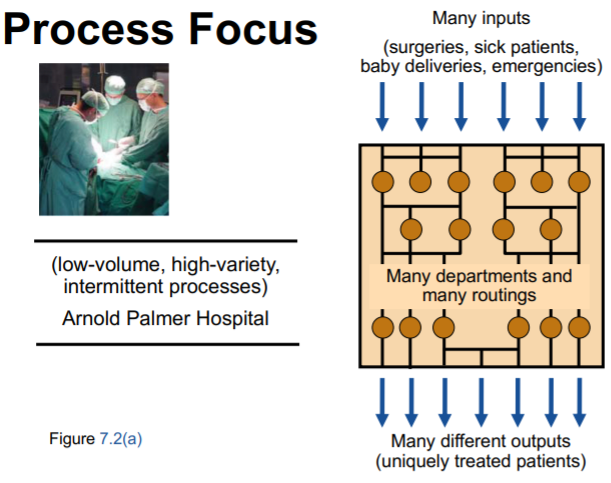 Process Focus
(low-volume, high-variety,
intermittent processes)
Arnold Palmer Hospital
Figure 7.2(a)
Many inputs
(surgeries, sick patients,
baby deliveries, emergencies)
Many departments and
many routings
Many different outputs
(uniquely treated patients)